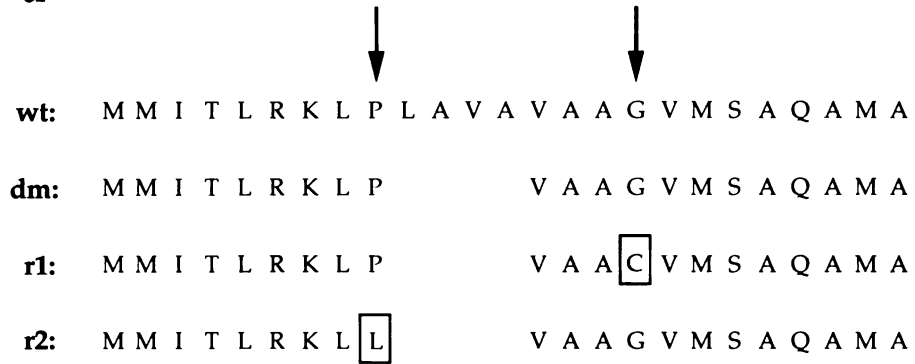 wt: M M I T L R K L P L A V A V A A G V M S A Q A M A
dm: M M I T L R K L P V A A G V M S A Q A M A
r1: M M I T L R K L P V A A C V M S A Q A M A
r2: M M I T L R K L L V A A G V M S A Q A M A